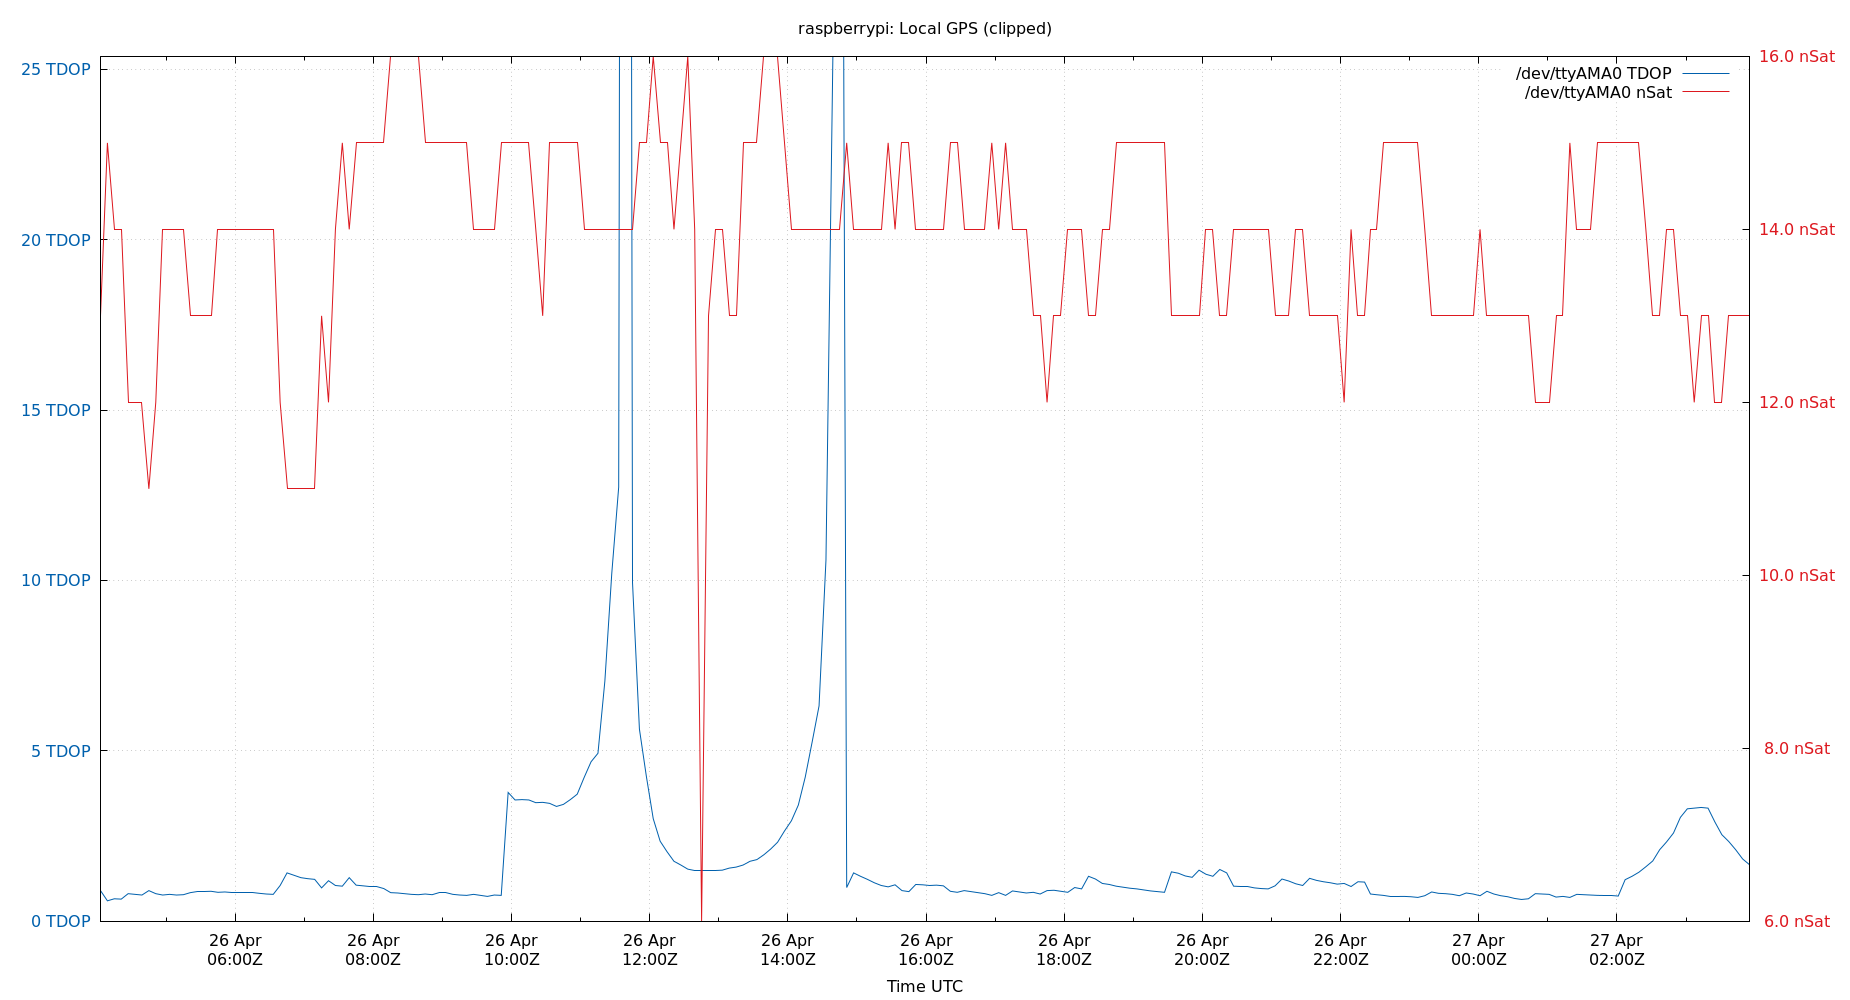 raspberrypi: Local GPS (clipped)
/dev/ttyAMA0 TDOP
/dev/ttyAMA0 nSat
25 TDOP
20 TDOP
15 TDOP
10 TDOP
5 TDOP
0 TDOP
16.0 nSat
14.0 nSat
12.0 nSat
10.0 nSat
8.0 nSat
6.0 nSat
26 Apr
06:00Z
26 Apr
08:00Z
26 Apr
10:00Z
26 Apr
12:00Z
26 Apr
14:00Z
26 Apr
16:00Z
26 Apr
18:00Z
26 Apr
20:00Z
26 Apr
22:00Z
27 Apr
00:00Z
27 Apr
02:00Z
Time UTC